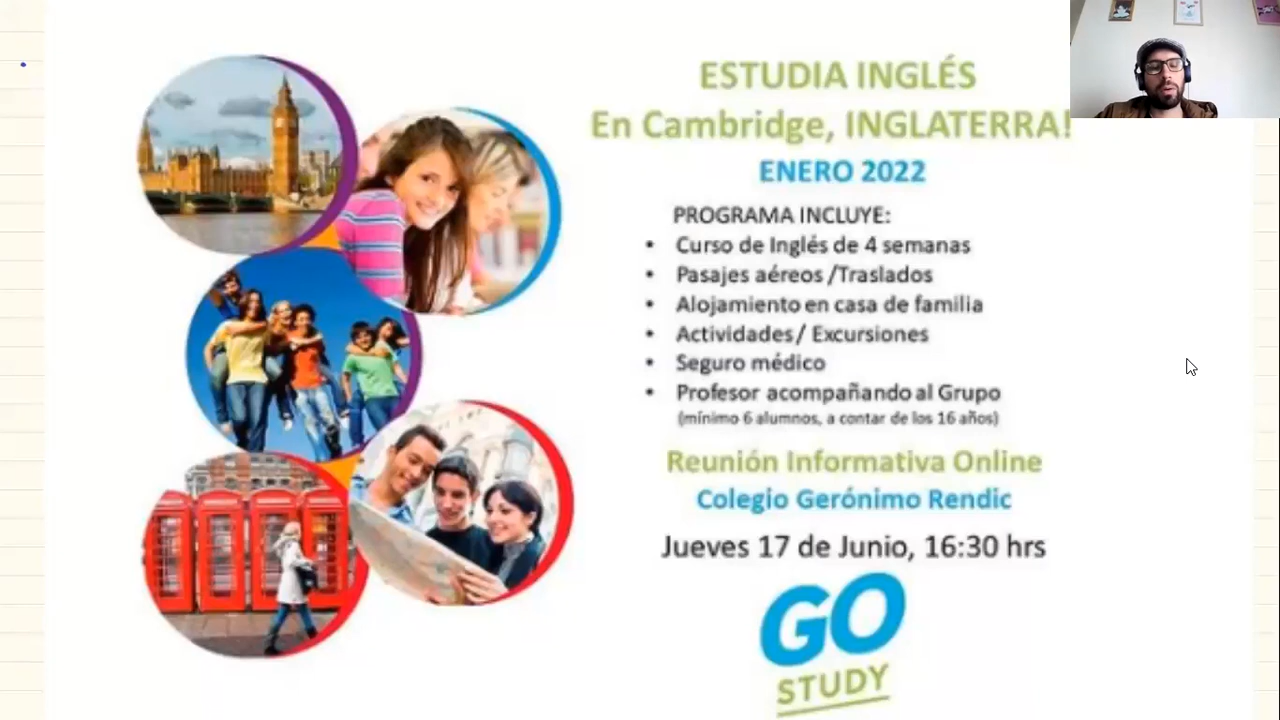 ESTUDIA INGLÉS
En Cambridge, INGLATERRA!
ENERO 2022
PROGRAMA INCLUYE:
• Curso de Inglés de 4 semanas
• Pasajes aéreos /Traslados
• Alojamiento en casa de familia
• Actividades/ Excursiones
• Seguro médico
• Profesor acompañando al Grupo
(mínimo 6 alumnos, a contar de los 16 años)
Reunión Informativa Online
Colegio Gerónimo Rendic
Jueves 17 de Junio, 16:30 hrs
GO
STUDY